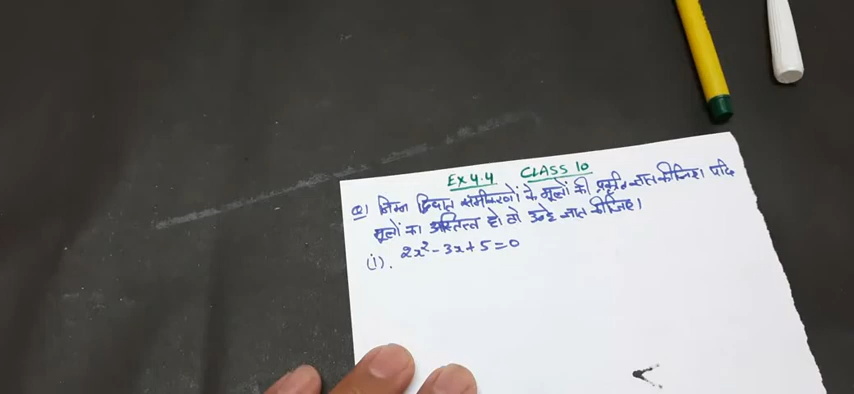 EX 4.4 CLASS 10
Q1 निम्न द्विघात समीकरणों के मूलों की प्रकृति ज्ञात कीजिए। यदि
मूलों का अस्तित्व हो तो उन्हें ज्ञात कीजिए।
(i). 2x² - 3x + 5 = 0